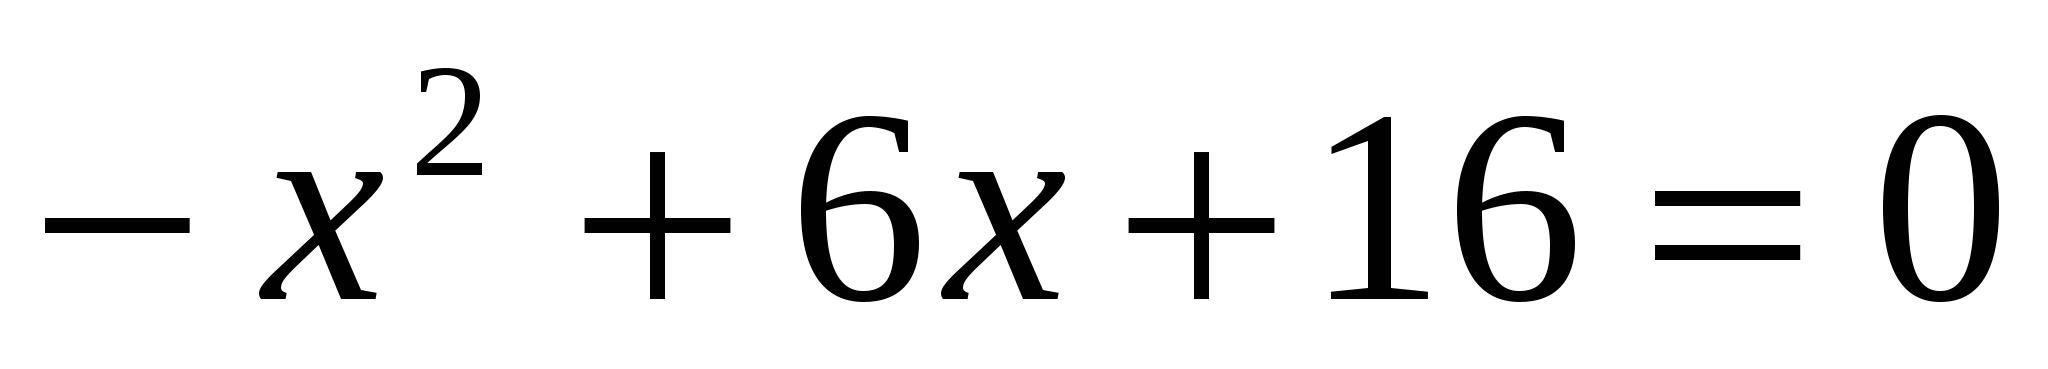 −x² + 6x + 16 = 0